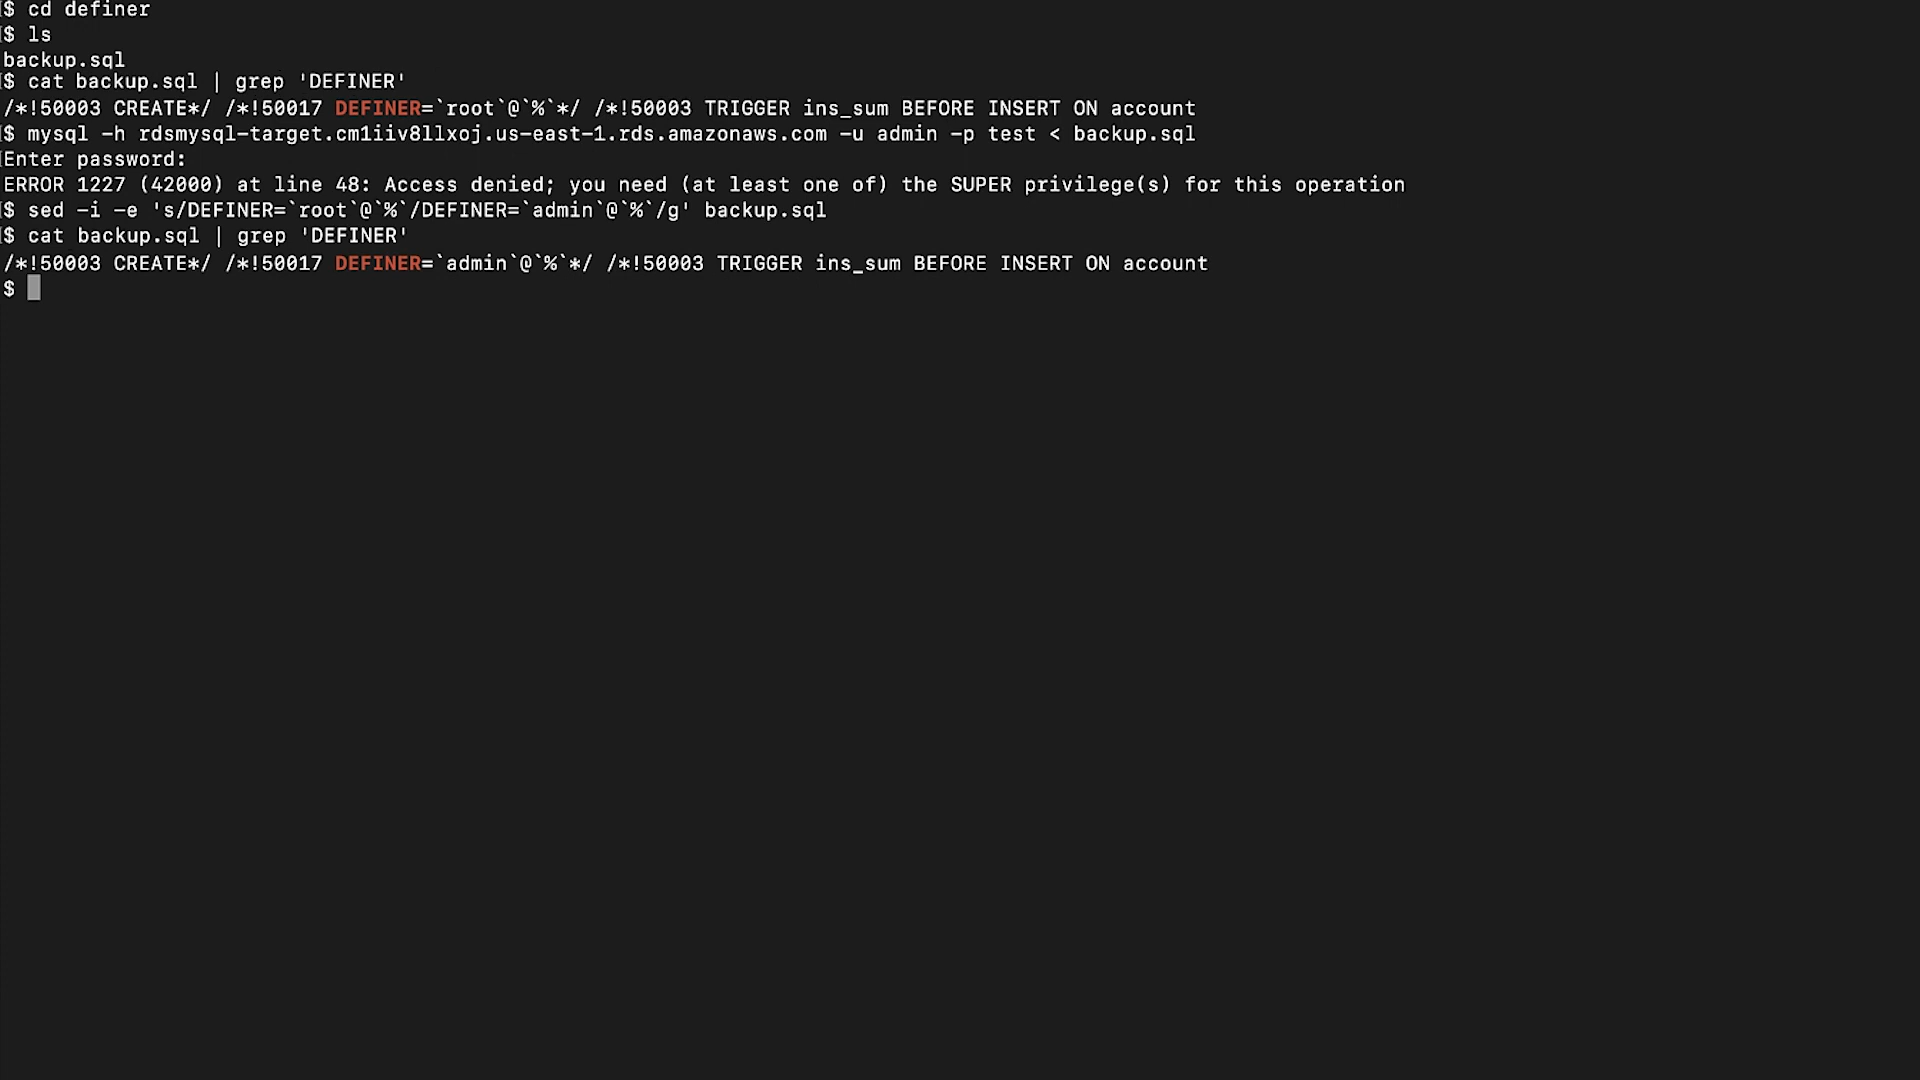 $ cd definer
$ ls
backup.sql
$ cat backup.sql | grep 'DEFINER'
/*!50003 CREATE*/ /*!50017 DEFINER=`root`@`%`*/ /*!50003 TRIGGER ins_sum BEFORE INSERT ON account
$ mysql -h rdsmysql-target.cm1iiv8llxoj.us-east-1.rds.amazonaws.com -u admin -p test < backup.sql
Enter password:
ERROR 1227 (42000) at line 48: Access denied; you need (at least one of) the SUPER privilege(s) for this operation
$ sed -i -e 's/DEFINER=`root`@`%`/DEFINER=`admin`@`%`/g' backup.sql
$ cat backup.sql | grep 'DEFINER'
/*!50003 CREATE*/ /*!50017 DEFINER=`admin`@`%`*/ /*!50003 TRIGGER ins_sum BEFORE INSERT ON account
$